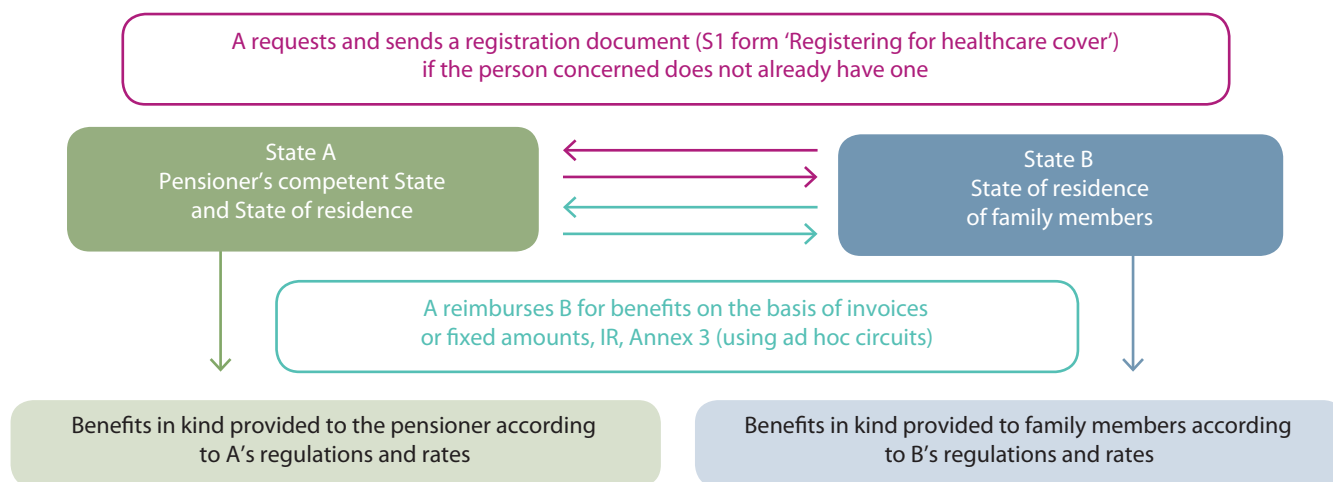 A requests and sends a registration document (S1 form ‘Registering for healthcare cover’)
if the person concerned does not already have one
State A
Pensioner’s competent State
and State of residence
State B
State of residence
of family members
A reimburses B for benefits on the basis of invoices
or fixed amounts, IR, Annex 3 (using ad hoc circuits)
Benefits in kind provided to the pensioner according
to A’s regulations and rates
Benefits in kind provided to family members according
to B’s regulations and rates